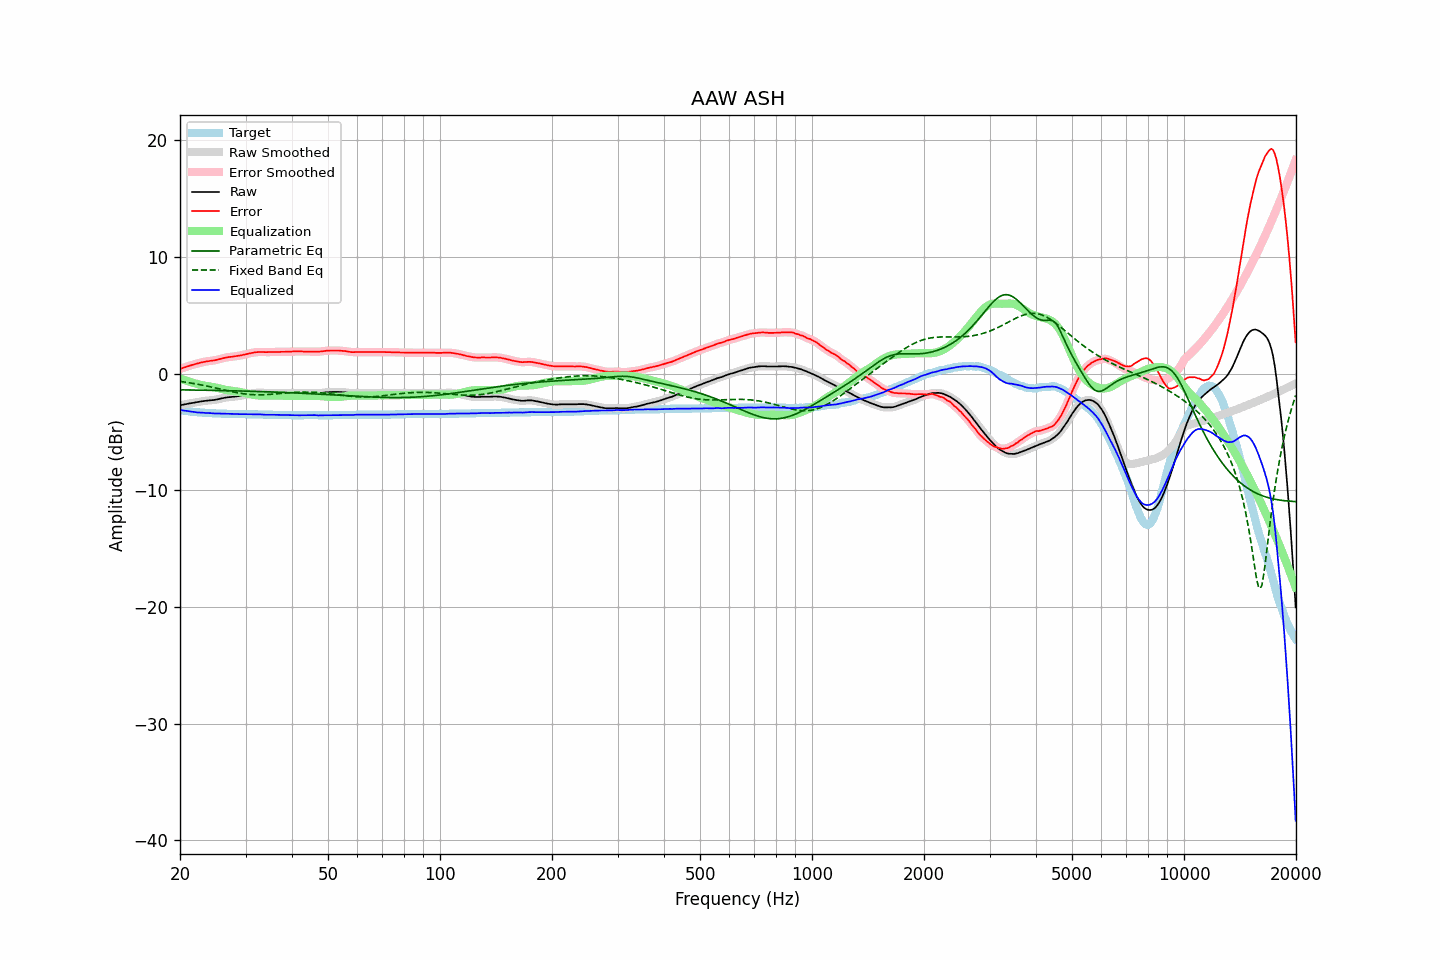 AAW ASH
Target
Raw Smoothed
Error Smoothed
Raw
Error
Equalization
Parametric Eq
Fixed Band Eq
Equalized
20
10
0
−10
−20
−30
−40
Amplitude (dBr)
20 50 100 200 500 1000 2000 5000 10000 20000
Frequency (Hz)